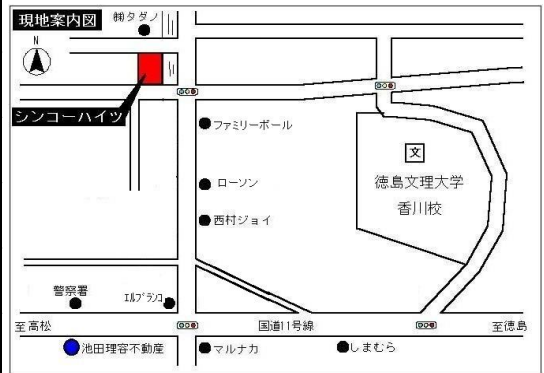 現地案内図
㈱タダノ
N
シンコーハイツ
ファミリーボール
文
ローソン
徳島文理大学
香川校
西村ジョイ
警察署
エルブランコ
至高松
国道11号線
至徳島
池田理容不動産
マルナカ
しまむら